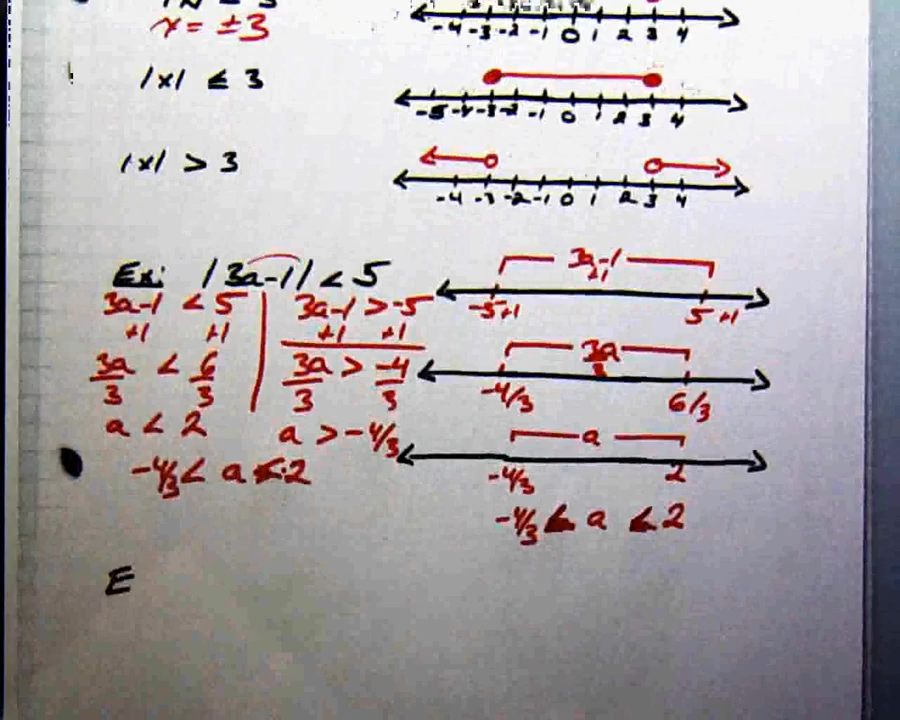 x = ±3
-4 -3 -2 -1 0 1 2 3 4
|x| ≤ 3
-5 -4 -3 -2 -1 0 1 2 3 4
|x| > 3
-4 -3 -2 -1 0 1 2 3 4
Ex: |3a-1| < 5
3a-1 < 5 | 3a-1 > -5
+1 +1 | +1 +1
3a/3 < 6/3 | 3a/3 > -4/3
a < 2 a > -4/3
-4/3 < a < 2
3a-1
+1
-5+1 5+1
3a
-4/3 6/3
a
-4/3 2
-4/3 < a < 2
E